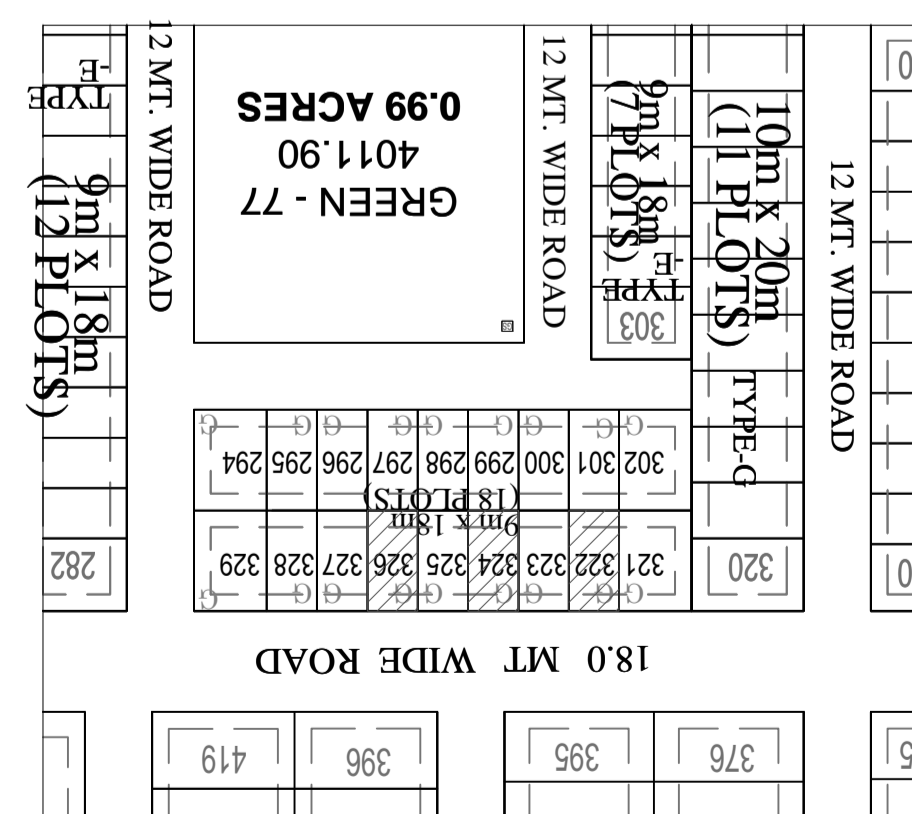 GREEN - 77
4011.90
0.99 ACRES
12 MT. WIDE ROAD
12 MT. WIDE ROAD
12 MT. WIDE ROAD
TYPE
-E
9m x 18m
(12 PLOTS)
9m x 18m
(7 PLOTS)
TYPE
-E
10m x 20m
(11 PLOTS)
TYPE-G
303
282
320
G G G G G G G G G
302 301 300 299 298 297 296 295 294
(18 PLOTS)
9m x 18m
321 322 323 324 325 326 327 328 329
G G G G G G G G G
18.0 MT WIDE ROAD
376 395 396 419